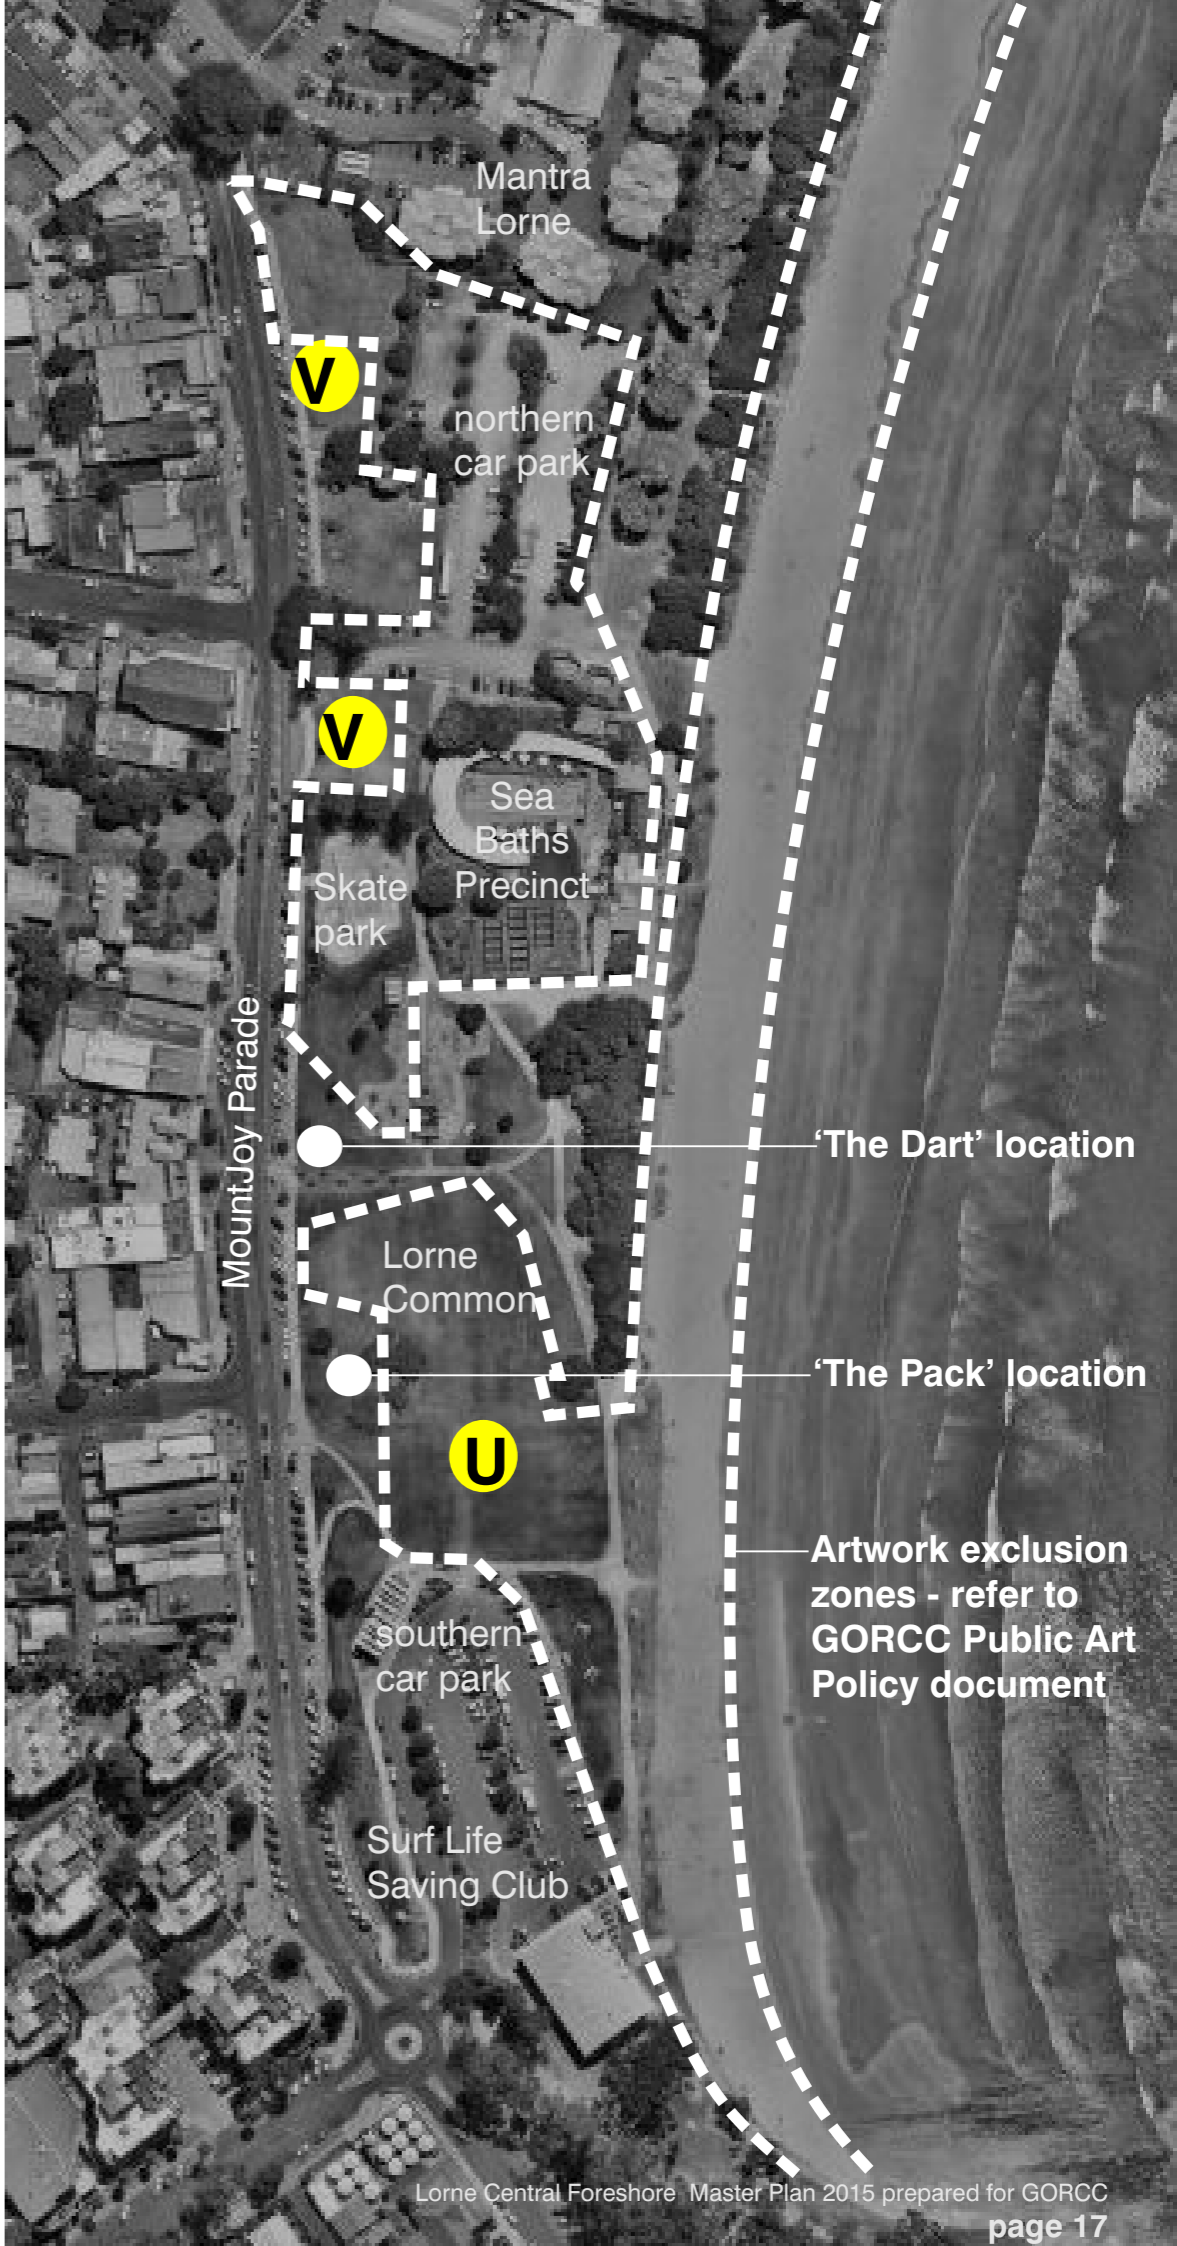 Mantra
Lorne
V
northern
car park
V
Sea
Baths
Precinct
Skate
park
MountJoy Parade
‘The Dart’ location
Lorne
Common
‘The Pack’ location
U
Artwork exclusion
zones - refer to
GORCC Public Art
Policy document
southern
car park
Surf Life
Saving Club
Lorne Central Foreshore Master Plan 2015 prepared for GORCC
page 17